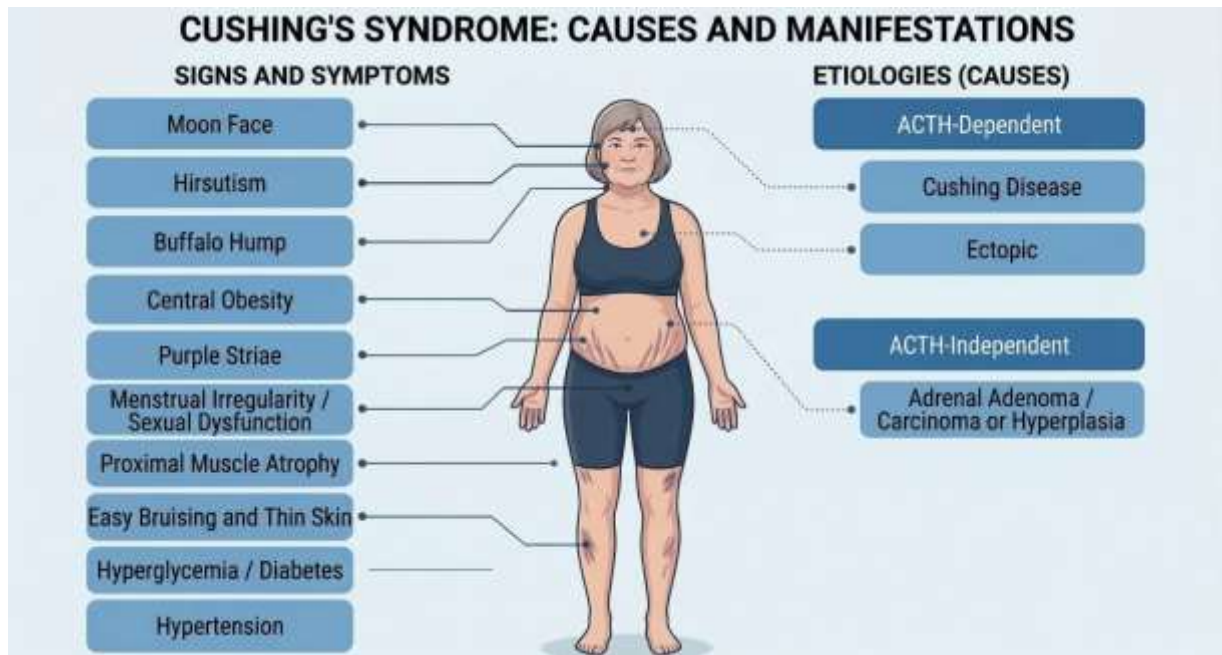 CUSHING'S SYNDROME: CAUSES AND MANIFESTATIONS
SIGNS AND SYMPTOMS
Moon Face
Hirsutism
Buffalo Hump
Central Obesity
Purple Striae
Menstrual Irregularity /
Sexual Dysfunction
Proximal Muscle Atrophy
Easy Bruising and Thin Skin
Hyperglycemia / Diabetes
Hypertension
ETIOLOGIES (CAUSES)
ACTH-Dependent
Cushing Disease
Ectopic
ACTH-Independent
Adrenal Adenoma /
Carcinoma or Hyperplasia